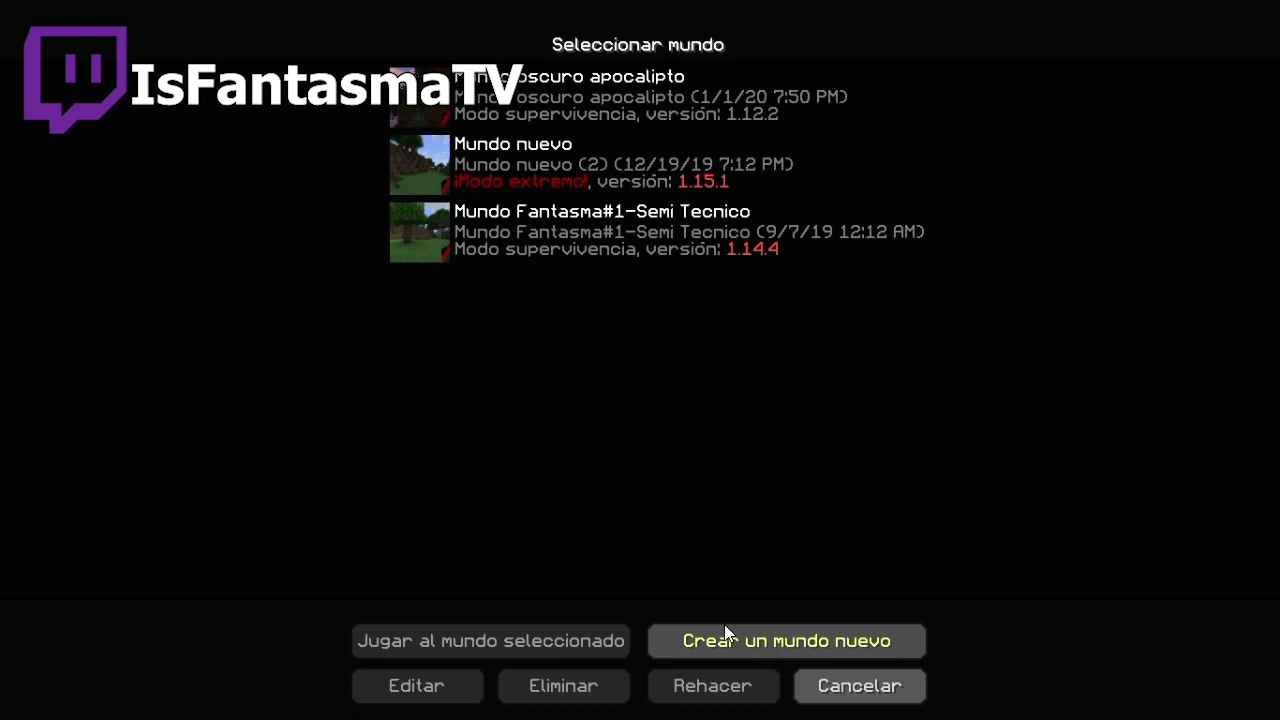 Seleccionar mundo
IsFantasmaTV
oscuro apocalipto
oscuro apocalipto (1/1/20 7:50 PM)
Modo supervivencia, versión: 1.12.2
Mundo nuevo
Mundo nuevo (2) (12/19/19 7:12 PM)
¡Modo extremo!, versión: 1.15.1
Mundo Fantasma#1-Semi Tecnico
Mundo Fantasma#1-Semi Tecnico (9/7/19 12:12 AM)
Modo supervivencia, versión: 1.14.4
Jugar al mundo seleccionado
Crear un mundo nuevo
Editar
Eliminar
Rehacer
Cancelar